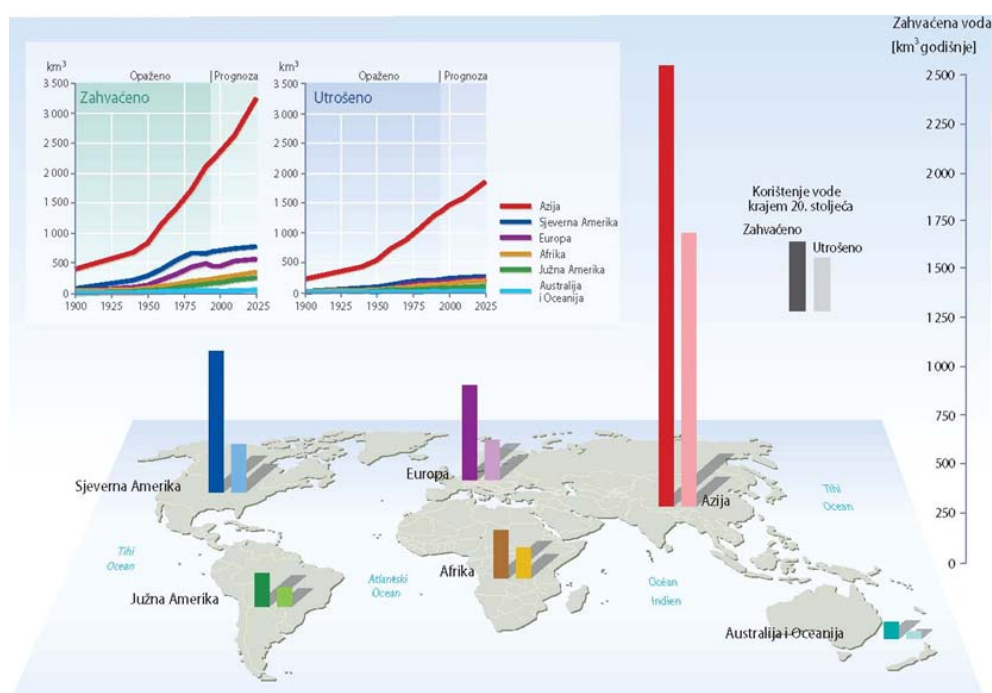 Zahvaćena voda
[km³godišnje]
km³
Opaženo
Prognoza
3 500
Zahvaćeno
3 000
2 500
2 000
1 500
1 000
500
0
1900
1925
1950
1975
2000
2025
km³
Opaženo
Prognoza
3 500
Utrošeno
3 000
2 500
2 000
1 500
1 000
500
0
1900
1925
1950
1975
2000
2025
Azija
Sjeverna Amerika
Europa
Afrika
Južna Amerika
Australija
i Oceanija
Korištenje vode
krajem 20. stoljeća
Zahvaćeno
Utrošeno
2 500
2 250
2 000
1 750
1 500
1 250
1 000
750
500
250
0
Sjeverna Amerika
Europa
Azija
Tihi
Ocean
Tihi
Ocean
Južna Amerika
Atlantski
Ocean
Afrika
Océan
Indien
Australija i Oceanija